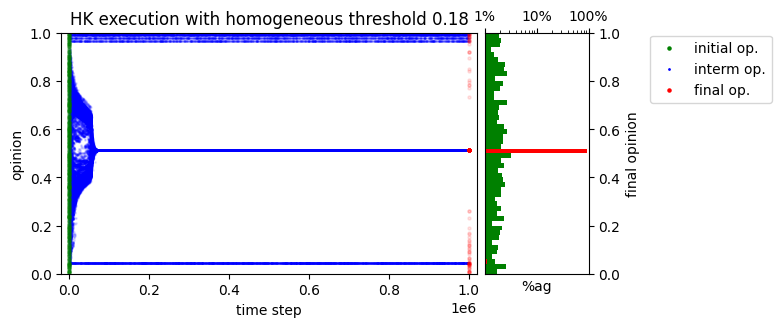 HK execution with homogeneous threshold 0.18
1% 10% 100%
initial op.
interm op.
final op.
1.0
0.8
0.6
0.4
0.2
0.0
opinion
1.0
0.8
0.6
0.4
0.2
0.0
final opinion
0.0 0.2 0.4 0.6 0.8 1.0
1e6
time step
%ag